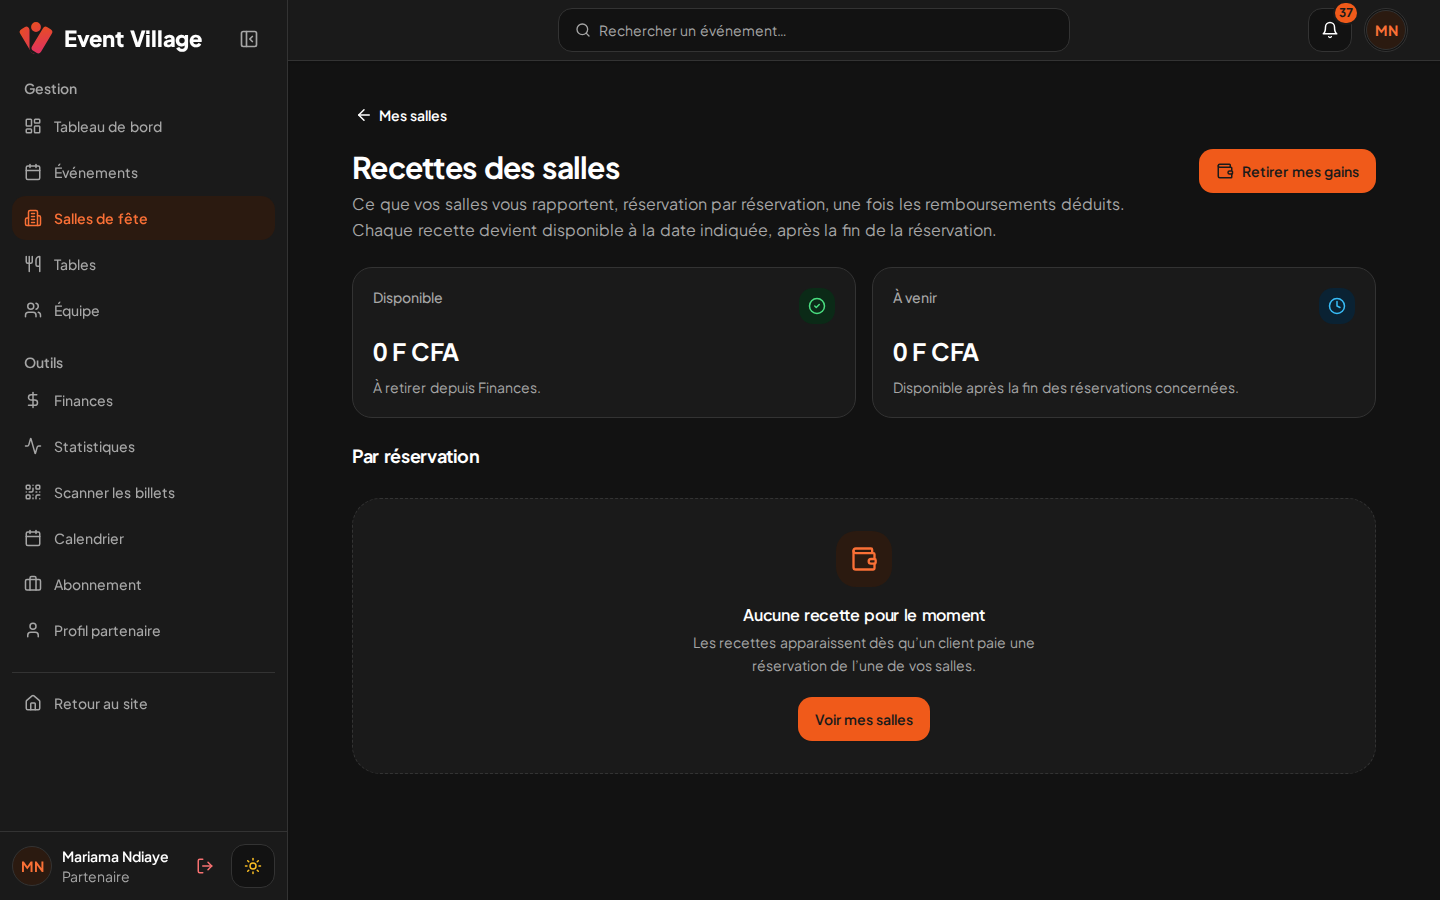 Event Village
Rechercher un événement…
37
MN
Gestion
Tableau de bord
Événements
Salles de fête
Tables
Équipe
Outils
Finances
Statistiques
Scanner les billets
Calendrier
Abonnement
Profil partenaire
Retour au site
MN
Mariama Ndiaye
Partenaire
Mes salles
Recettes des salles
Retirer mes gains
Ce que vos salles vous rapportent, réservation par réservation, une fois les remboursements déduits.
Chaque recette devient disponible à la date indiquée, après la fin de la réservation.
Disponible
0 F CFA
À retirer depuis Finances.
À venir
0 F CFA
Disponible après la fin des réservations concernées.
Par réservation
Aucune recette pour le moment
Les recettes apparaissent dès qu’un client paie une
réservation de l’une de vos salles.
Voir mes salles